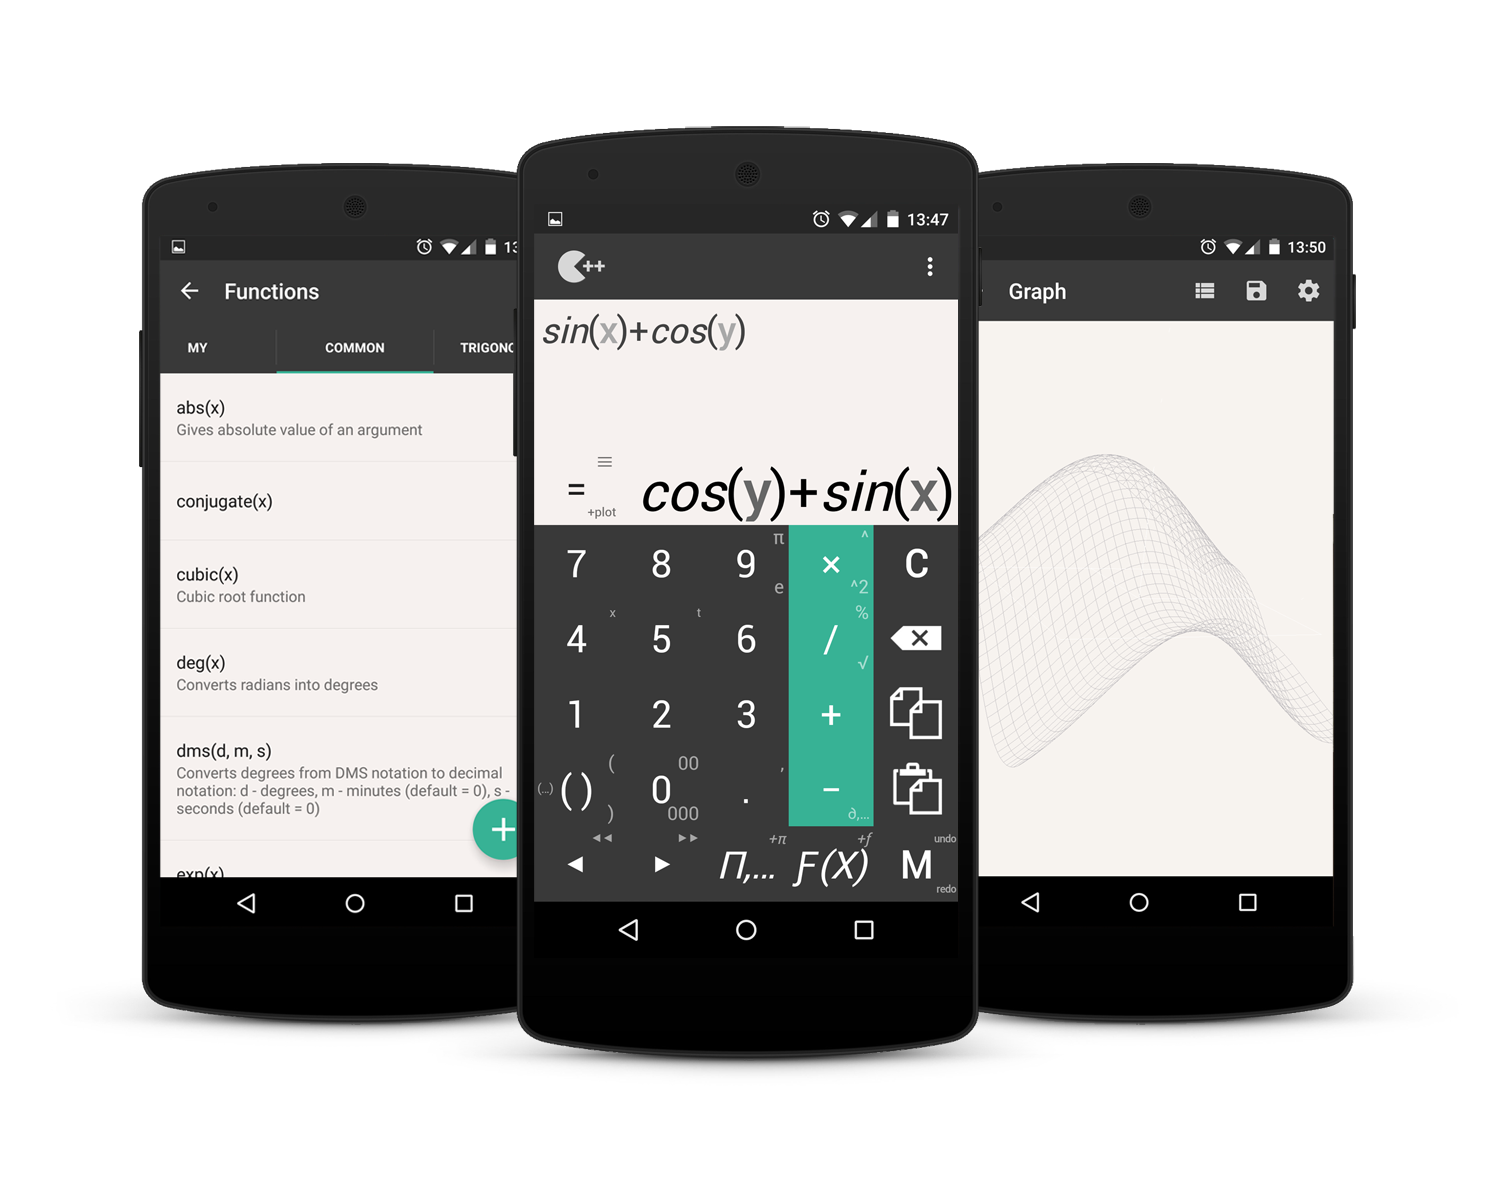 13
Functions
MY
COMMON
abs(x)
Gives absolute value of an argument
conjugate(x)
cubic(x)
Cubic root function
deg(x)
Converts radians into degrees
dms(d, m, s)
Converts degrees from DMS notation to decimal
notation: d - degrees, m - minutes (default = 0), s -
seconds (default = 0)
+
13:47
++
sin(x)+cos(y)
= +plot cos(y)+sin(x)
7 8 9 π e × ^ ^2 C
4 x 5 t 6 / % √
1 2 3 +
(...) () ( ) 0 00 000 . , − ∂,...
◀ ◀◀ ▶ ▶▶ Π,... +π Ƒ(X) +ƒ M undo redo
13:50
Graph